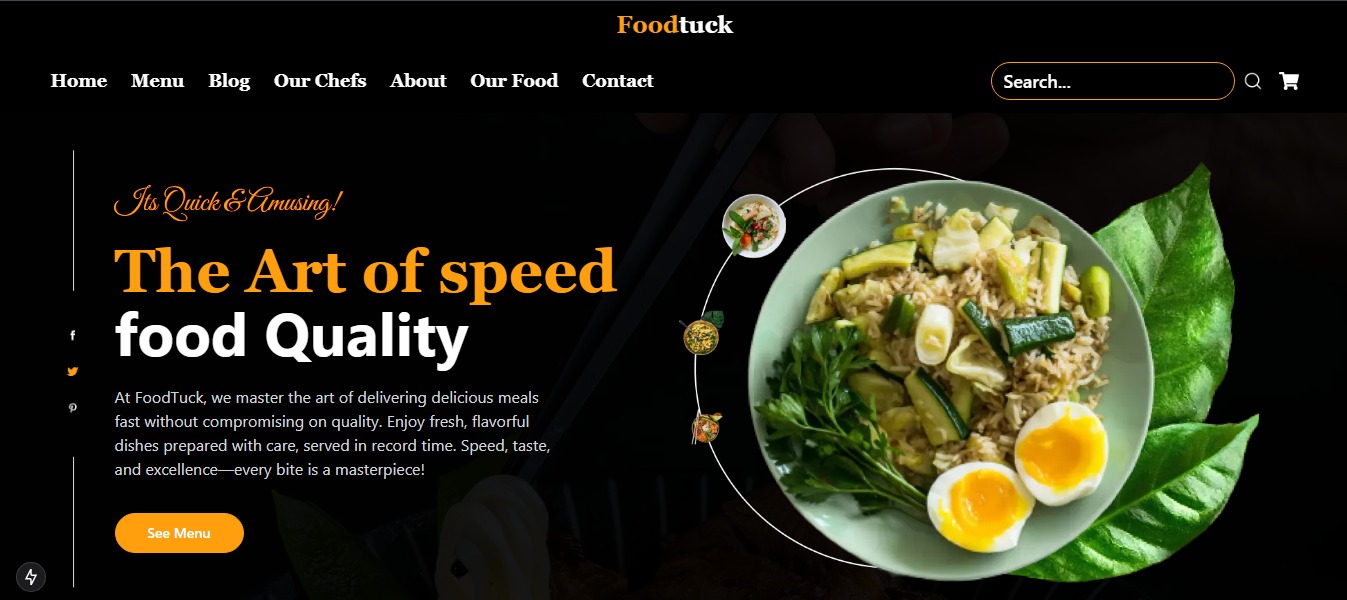 Foodtuck
Home Menu Blog Our Chefs About Our Food Contact
Search...
Its Quick & Amusing!
The Art of speed
food Quality
At FoodTuck, we master the art of delivering delicious meals
fast without compromising on quality. Enjoy fresh, flavorful
dishes prepared with care, served in record time. Speed, taste,
and excellence—every bite is a masterpiece!
See Menu